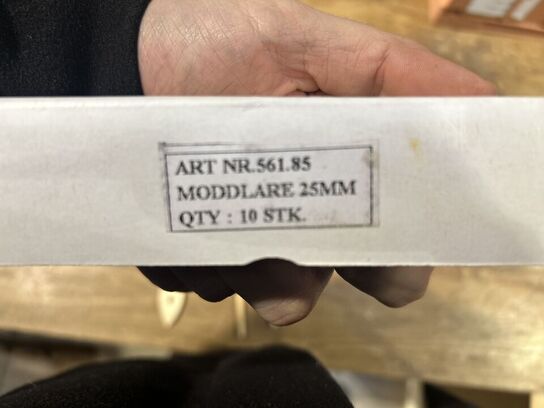 ART NR.561.85
MODDLARE 25MM
QTY : 10 STK.